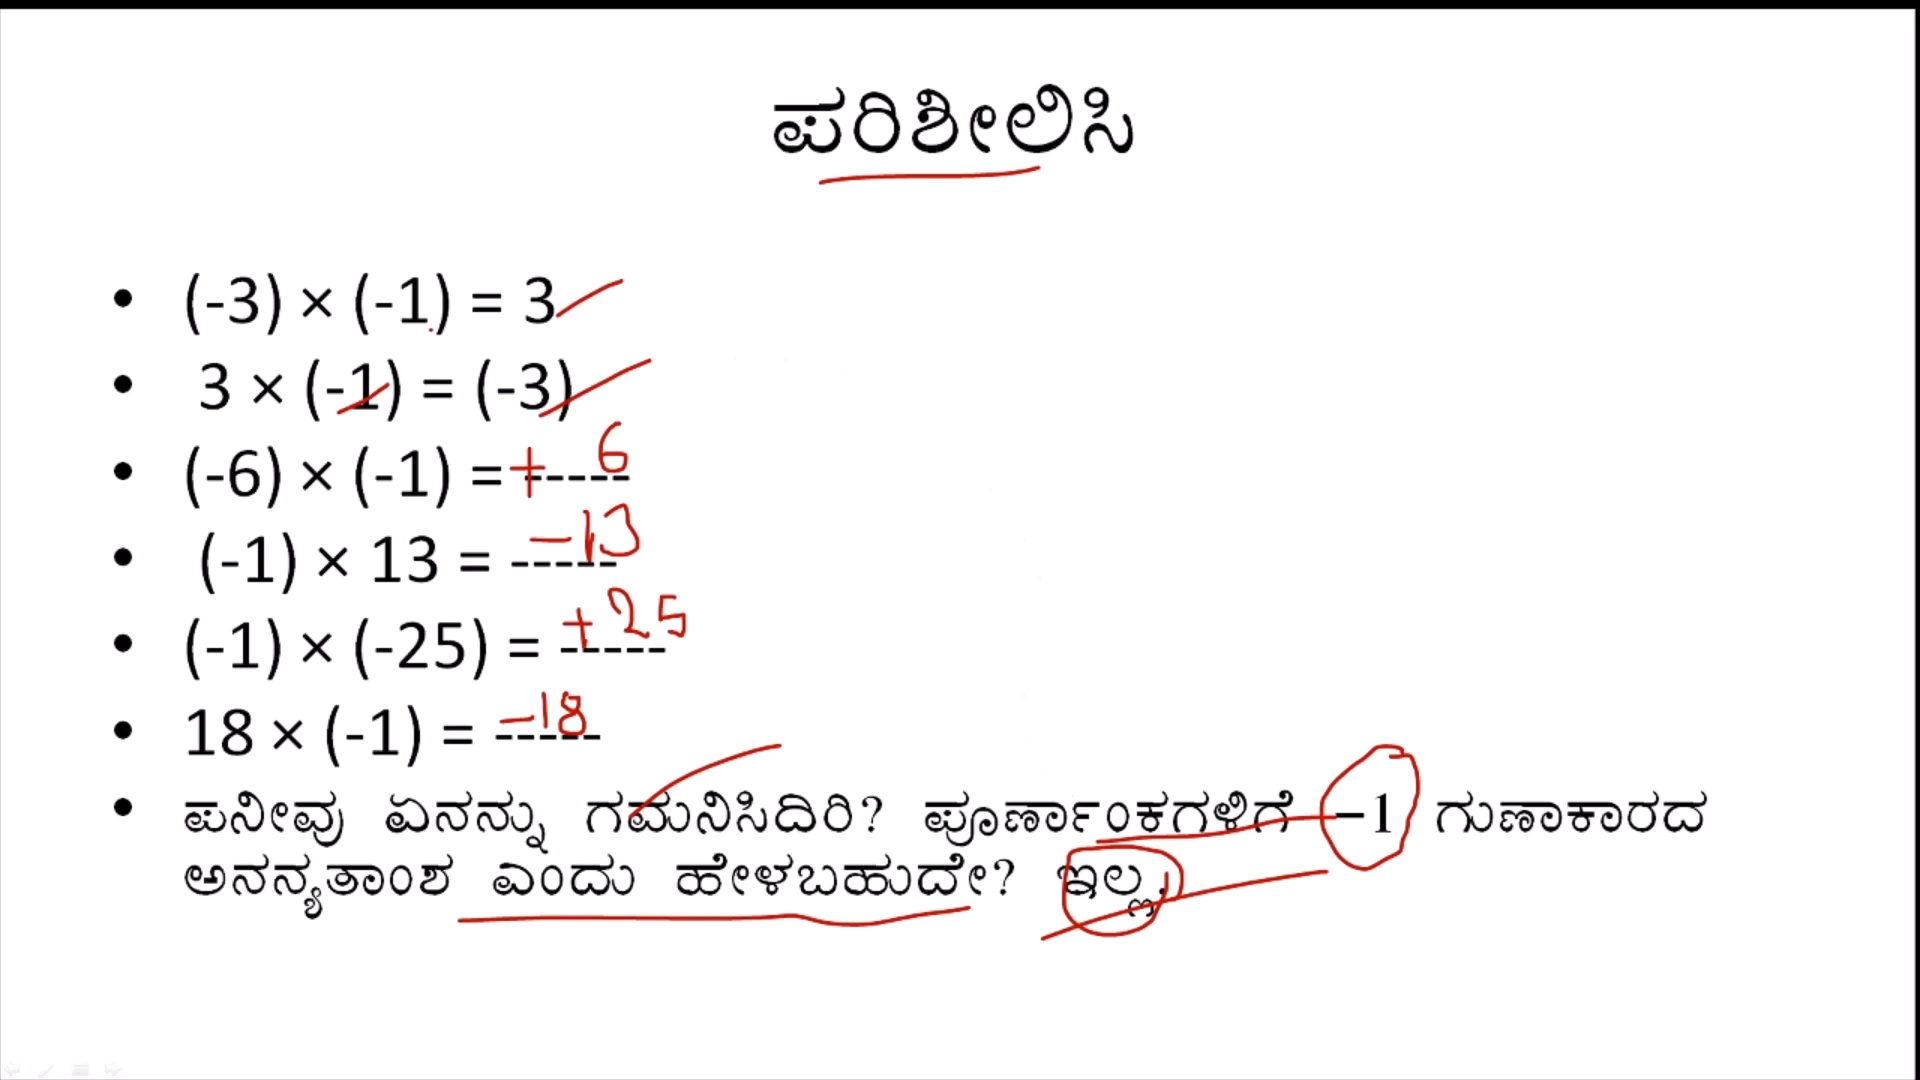 ಪರಿಶೀಲಿಸಿ
• (-3) × (-1) = 3
• 3 × (-1) = (-3)
• (-6) × (-1) = ----- +6
• (-1) × 13 = ----- -13
• (-1) × (-25) = ----- +25
• 18 × (-1) = ----- -18
• ಪನೀವು ಏನನ್ನು ಗಮನಿಸಿದಿರಿ? ಪೂರ್ಣಾಂಕಗಳಿಗೆ −1 ಗುಣಾಕಾರದ
ಅನನ್ಯತಾಂಶ ಎಂದು ಹೇಳಬಹುದೇ? ಇಲ್ಲ.